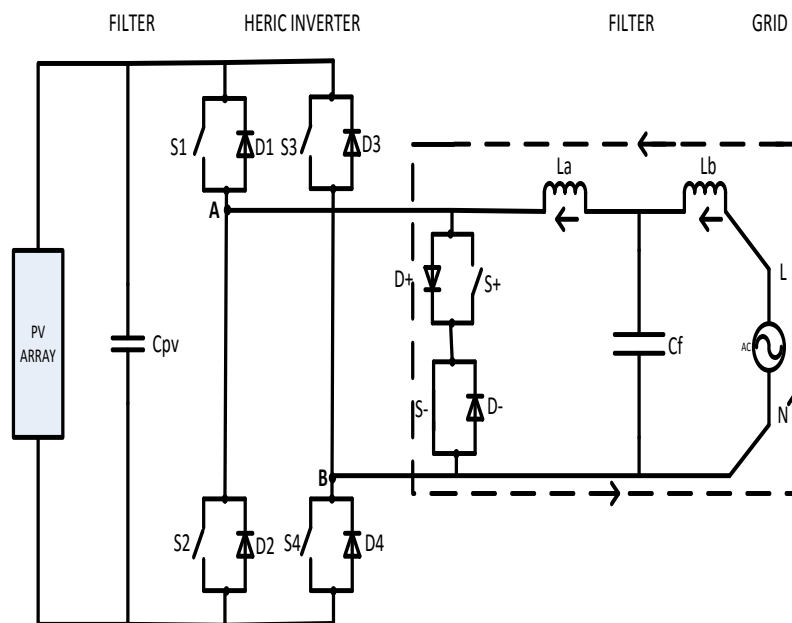 FILTER HERIC INVERTER FILTER GRID
S1 D1 S3 D3
La Lb
A
D+ S+ L
PV ARRAY Cpv Cf AC
S- D- N
B
S2 D2 S4 D4